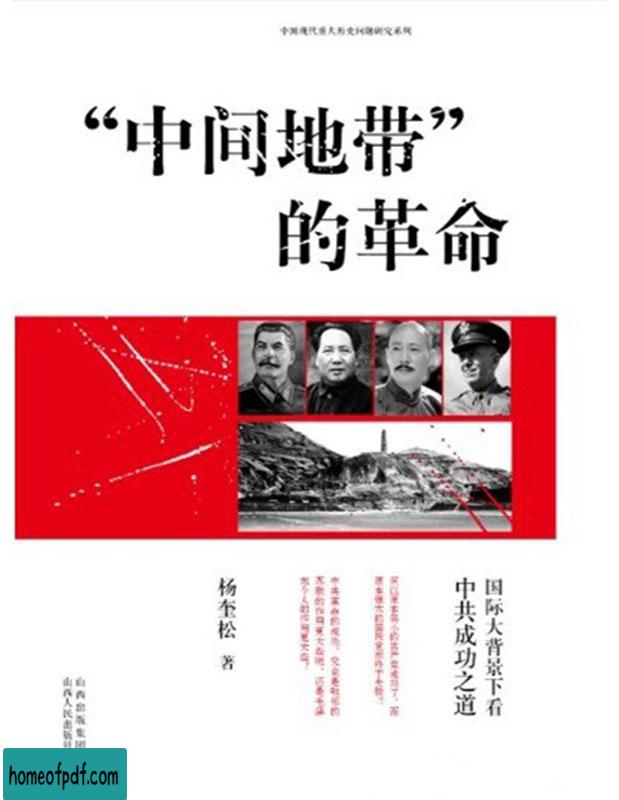 中国现代重大历史问题研究系列
“中间地带”
的革命
国际大背景下看
中共成功之道
杨奎松 著
山西出版集团
山西人民出版社
homeofpdf.com